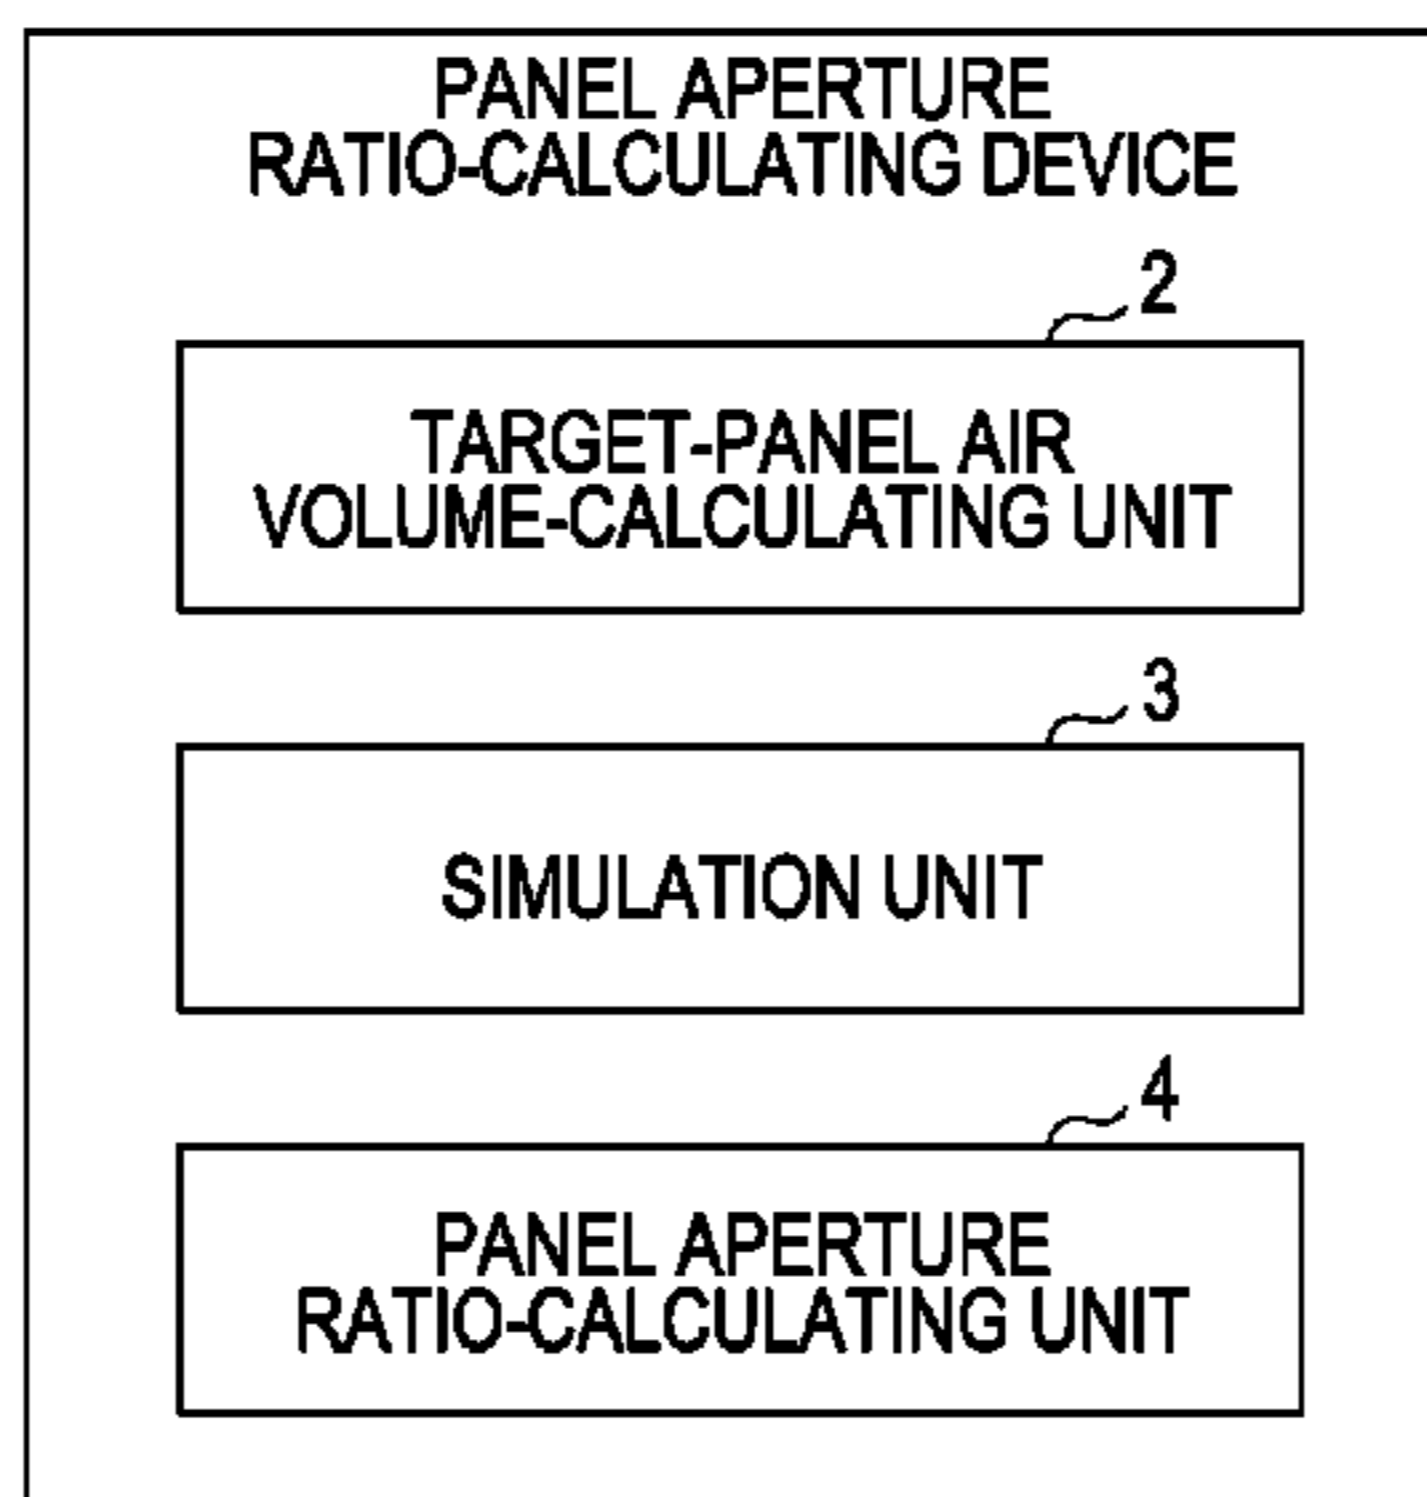 PANEL APERTURE
RATIO-CALCULATING DEVICE
2
TARGET-PANEL AIR
VOLUME-CALCULATING UNIT
3
SIMULATION UNIT
4
PANEL APERTURE
RATIO-CALCULATING UNIT